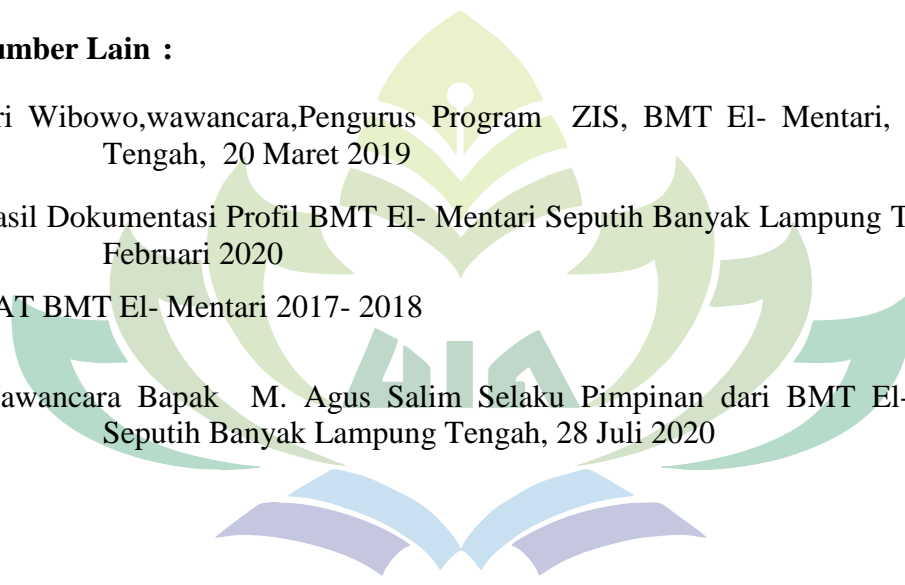 umber Lain :
ri Wibowo,wawancara,Pengurus Program ZIS, BMT El- Mentari,
Tengah, 20 Maret 2019
asil Dokumentasi Profil BMT El- Mentari Seputih Banyak Lampung T
Februari 2020
AT BMT El- Mentari 2017- 2018
awancara Bapak M. Agus Salim Selaku Pimpinan dari BMT El-
Seputih Banyak Lampung Tengah, 28 Juli 2020